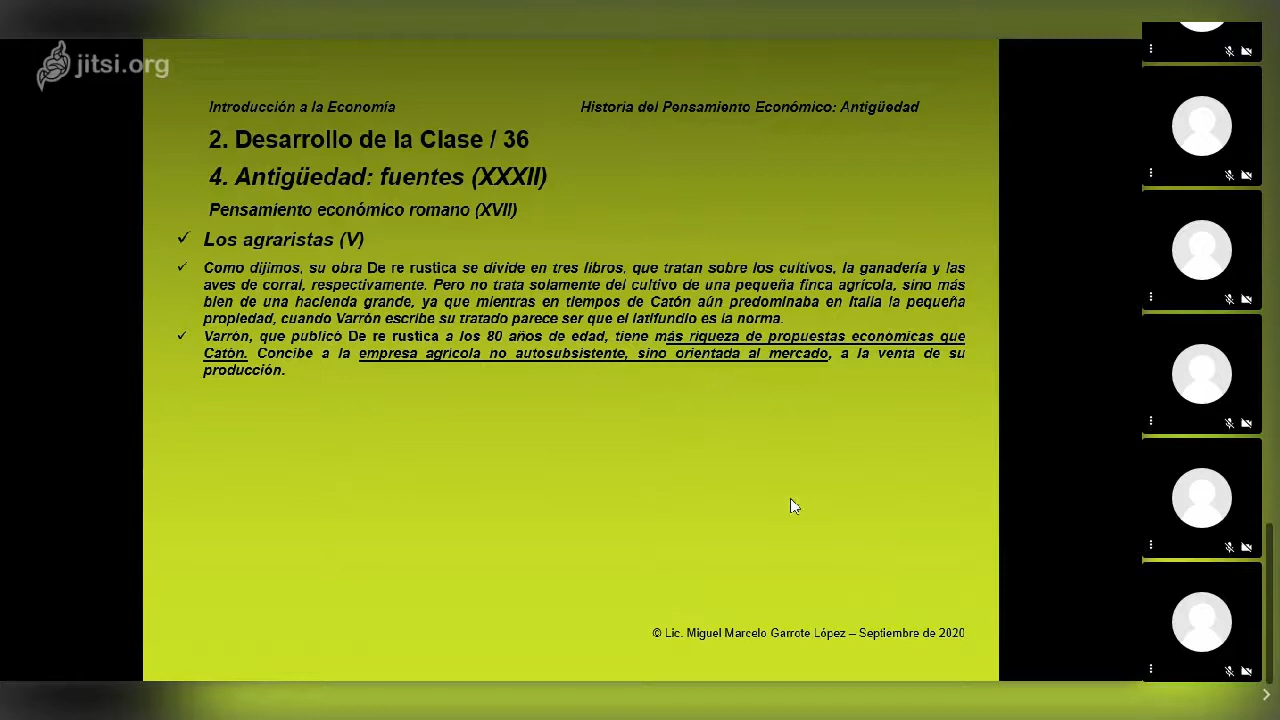 jitsi.org
Introducción a la Economía
Historia del Pensamiento Económico: Antigüedad
2. Desarrollo de la Clase / 36
4. Antigüedad: fuentes (XXXII)
Pensamiento económico romano (XVII)
Los agraristas (V)
Como dijimos, su obra De re rustica se divide en tres libros, que tratan sobre los cultivos, la ganadería y las
aves de corral, respectivamente. Pero no trata solamente del cultivo de una pequeña finca agrícola, sino más
bien de una hacienda grande, ya que mientras en tiempos de Catón aún predominaba en Italia la pequeña
propiedad, cuando Varrón escribe su tratado parece ser que el latifundio es la norma.
Varrón, que publicó De re rustica a los 80 años de edad, tiene más riqueza de propuestas económicas que
Catón. Concibe a la empresa agrícola no autosubsistente, sino orientada al mercado, a la venta de su
producción.
© Lic. Miguel Marcelo Garrote López – Septiembre de 2020